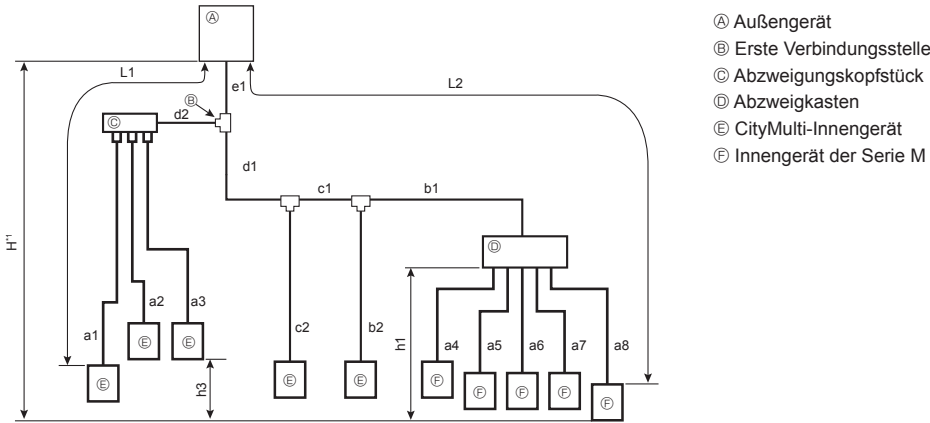 Ⓐ
Ⓐ Außengerät
Ⓑ Erste Verbindungsstelle
Ⓒ Abzweigungskopfstück
Ⓓ Abzweigkasten
Ⓔ CityMulti-Innengerät
Ⓕ Innengerät der Serie M
L1
e1
L2
Ⓑ
Ⓒ
d2
d1
c1
b1
H*1
Ⓓ
a1
a2
a3
c2
b2
h1
a4
a5
a6
a7
a8
Ⓔ
Ⓔ
Ⓔ
h3
Ⓔ
Ⓔ
Ⓕ
Ⓕ
Ⓕ
Ⓕ
Ⓕ